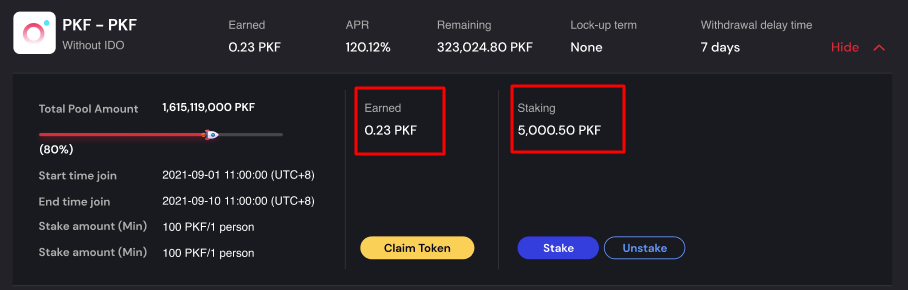 PKF – PKF
Without IDO
Earned
0.23 PKF
APR
120.12%
Remaining
323,024.80 PKF
Lock-up term
None
Withdrawal delay time
7 days
Hide
Total Pool Amount 1,615,119,000 PKF
(80%)
Start time join 2021-09-01 11:00:00 (UTC+8)
End time join 2021-09-10 11:00:00 (UTC+8)
Stake amount (Min) 100 PKF/1 person
Stake amount (Min) 100 PKF/1 person
Earned
0.23 PKF
Claim Token
Staking
5,000.50 PKF
Stake
Unstake